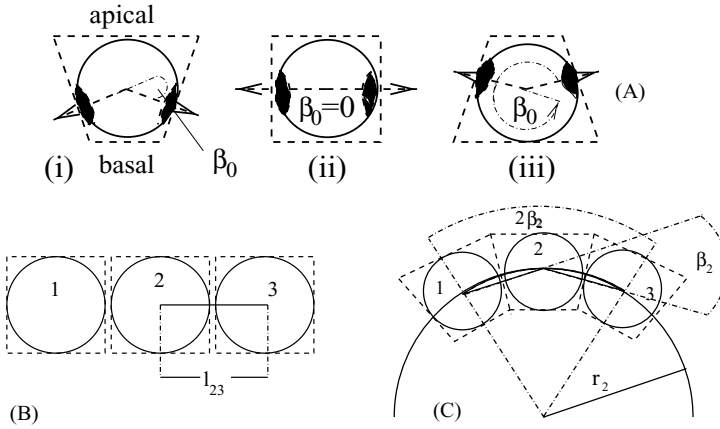 apical
β₀
(i)
basal
β₀=0
(ii)
β₀
(iii)
(A)
1
2
3
l₂₃
(B)
2β₂
2
1
3
β₂
r₂
(C)